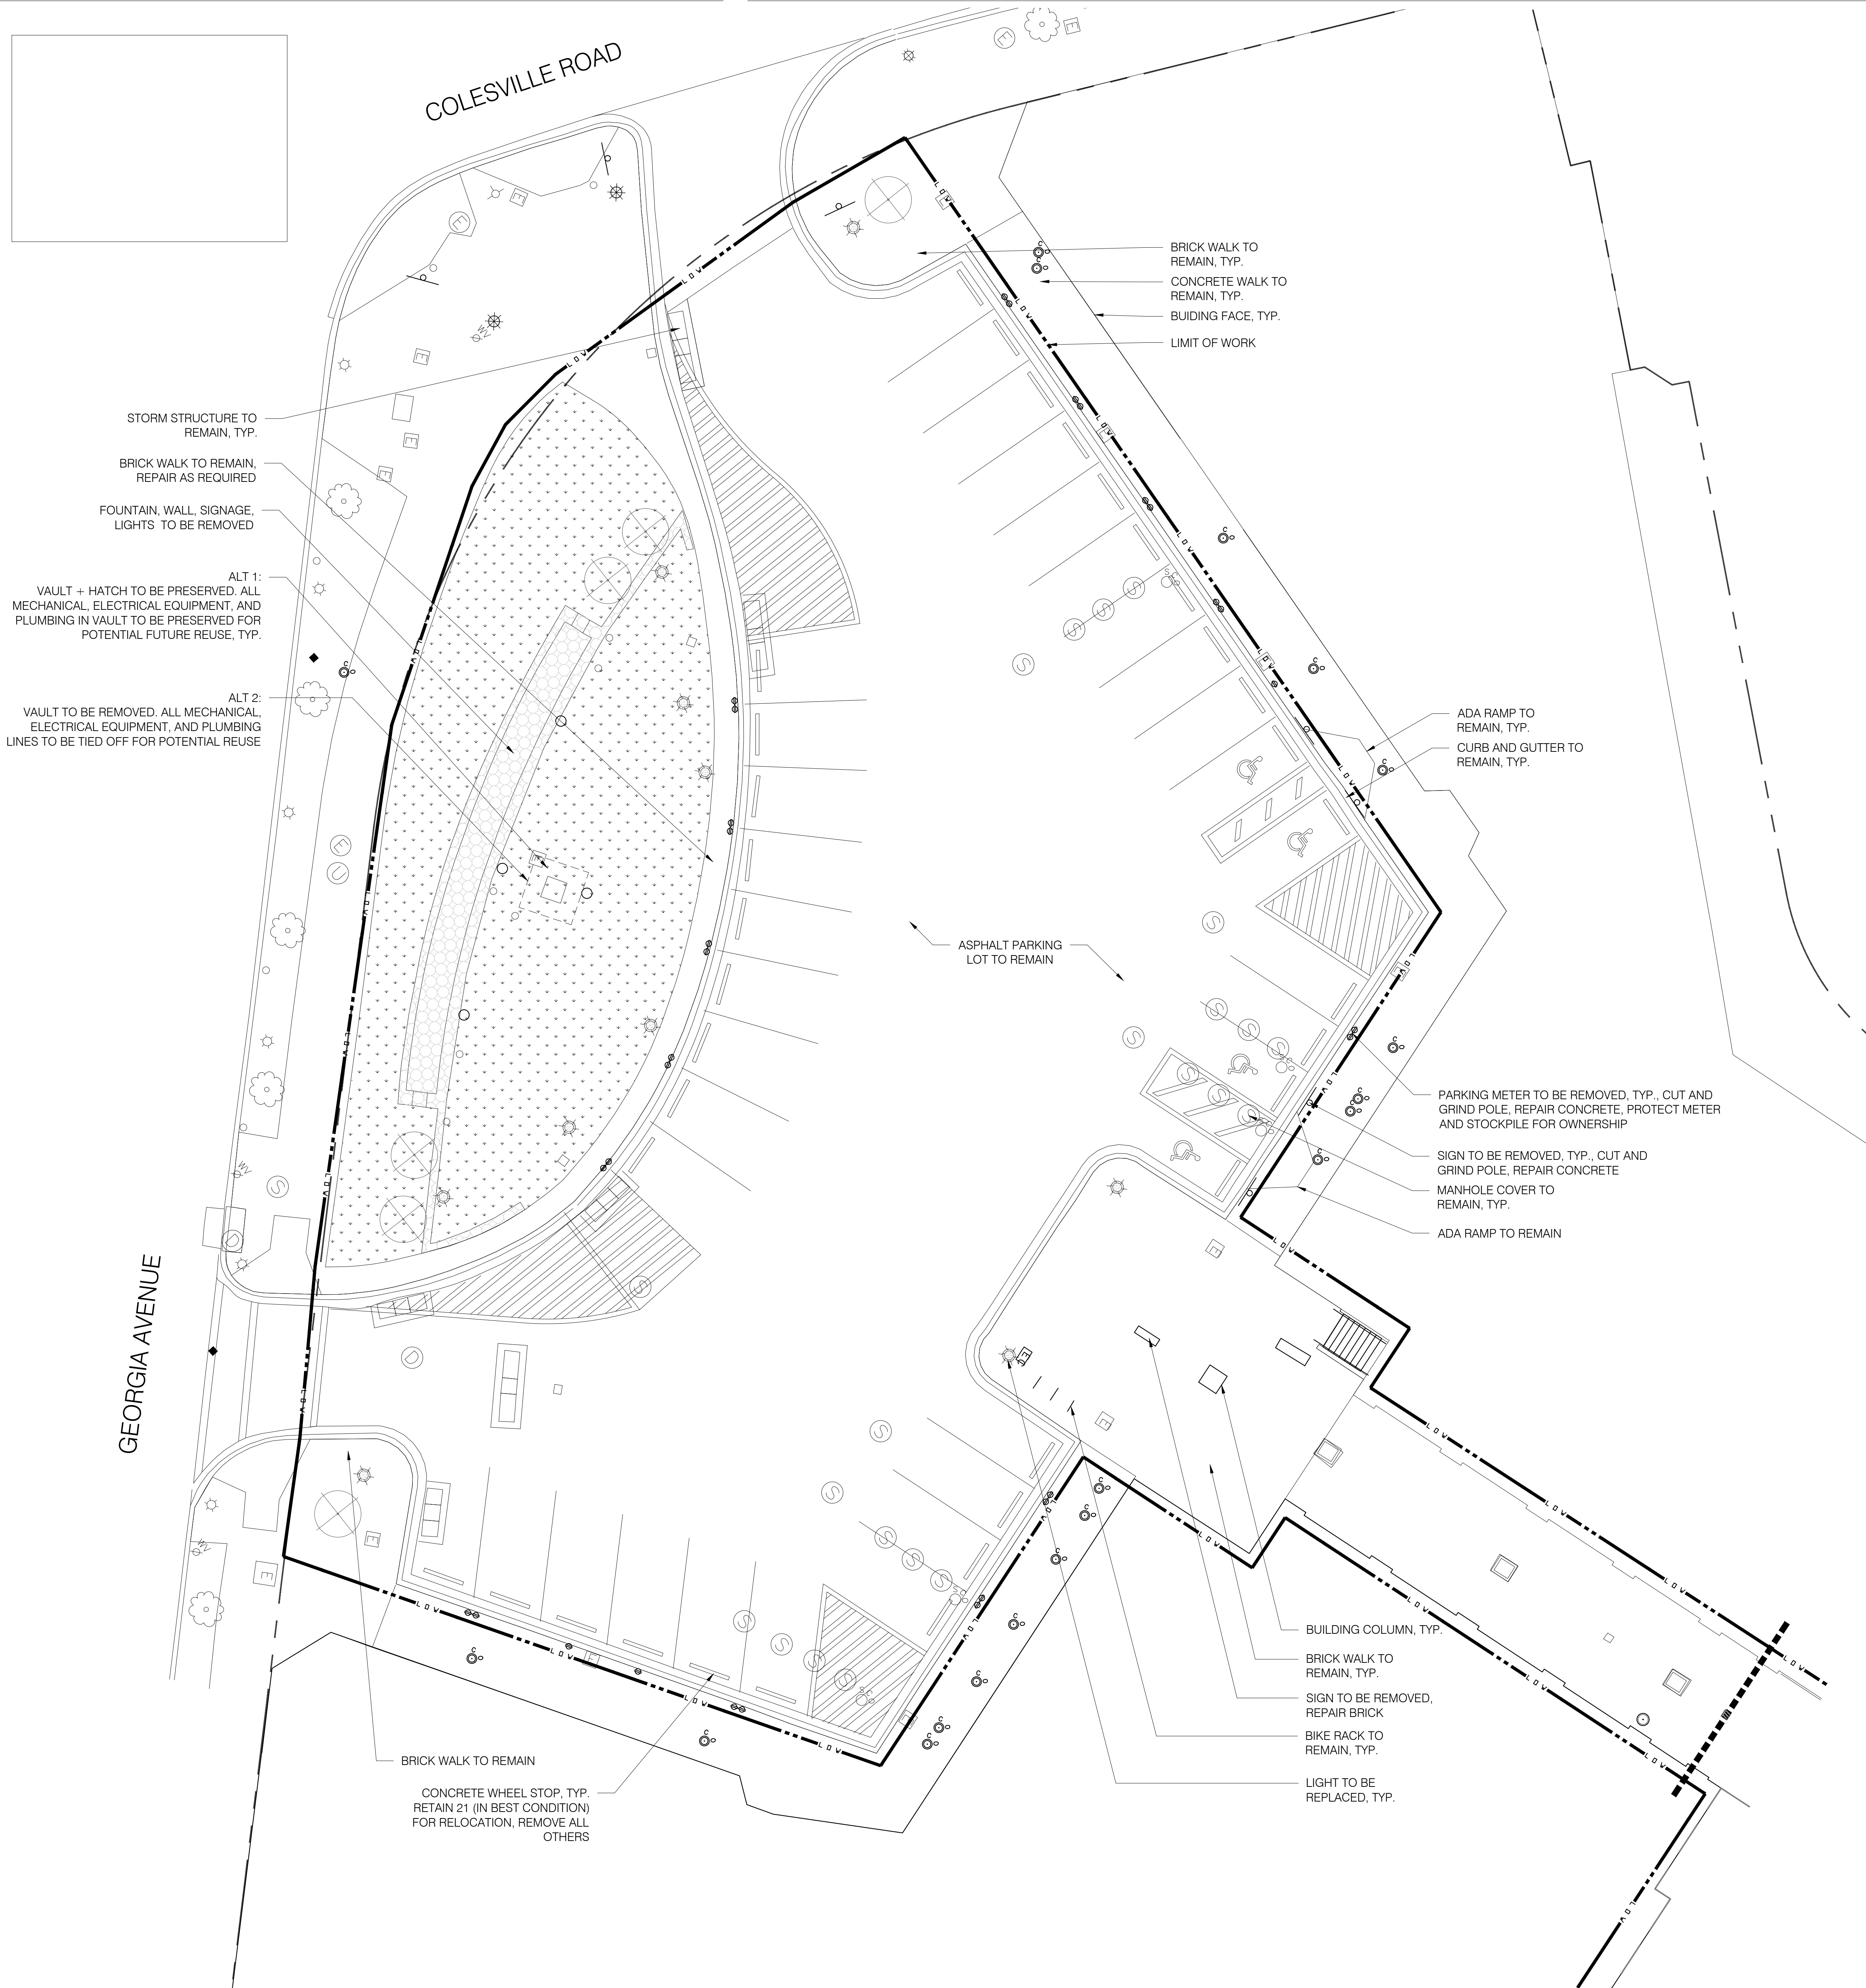 COLESVILLE ROAD
BRICK WALK TO
REMAIN, TYP.
CONCRETE WALK TO
REMAIN, TYP.
BUIDING FACE, TYP.
LIMIT OF WORK
STORM STRUCTURE TO
REMAIN, TYP.
BRICK WALK TO REMAIN,
REPAIR AS REQUIRED
FOUNTAIN, WALL, SIGNAGE,
LIGHTS TO BE REMOVED
ALT 1:
VAULT + HATCH TO BE PRESERVED. ALL
MECHANICAL, ELECTRICAL EQUIPMENT, AND
PLUMBING IN VAULT TO BE PRESERVED FOR
POTENTIAL FUTURE REUSE, TYP.
ALT 2:
VAULT TO BE REMOVED. ALL MECHANICAL,
ELECTRICAL EQUIPMENT, AND PLUMBING
LINES TO BE TIED OFF FOR POTENTIAL REUSE
ADA RAMP TO
REMAIN, TYP.
CURB AND GUTTER TO
REMAIN, TYP.
ASPHALT PARKING
LOT TO REMAIN
PARKING METER TO BE REMOVED, TYP., CUT AND
GRIND POLE, REPAIR CONCRETE, PROTECT METER
AND STOCKPILE FOR OWNERSHIP
SIGN TO BE REMOVED, TYP., CUT AND
GRIND POLE, REPAIR CONCRETE
MANHOLE COVER TO
REMAIN, TYP.
ADA RAMP TO REMAIN
GEORGIA AVENUE
BUILDING COLUMN, TYP.
BRICK WALK TO
REMAIN, TYP.
SIGN TO BE REMOVED,
REPAIR BRICK
BIKE RACK TO
REMAIN, TYP.
LIGHT TO BE
REPLACED, TYP.
BRICK WALK TO REMAIN
CONCRETE WHEEL STOP, TYP.
RETAIN 21 (IN BEST CONDITION)
FOR RELOCATION, REMOVE ALL
OTHERS